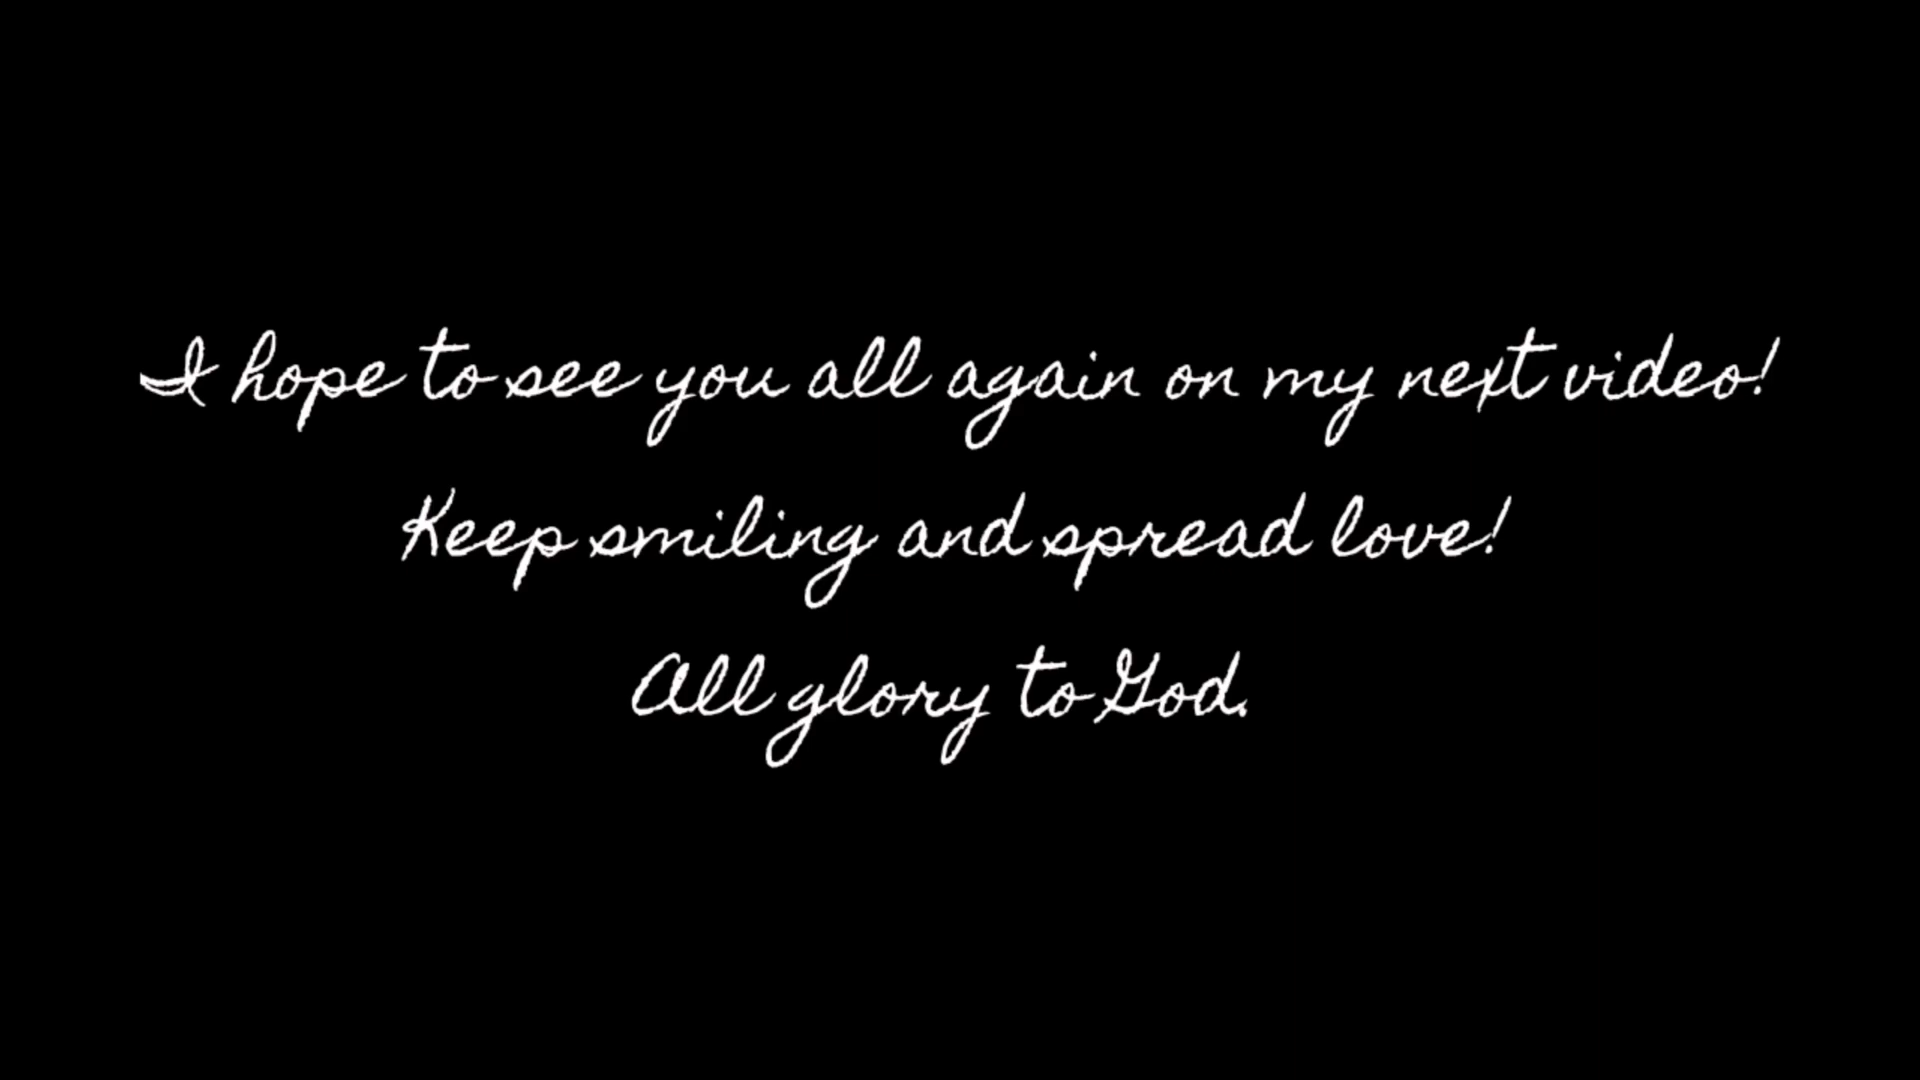 I hope to see you all again on my next video!
Keep smiling and spread love!
All glory to God.